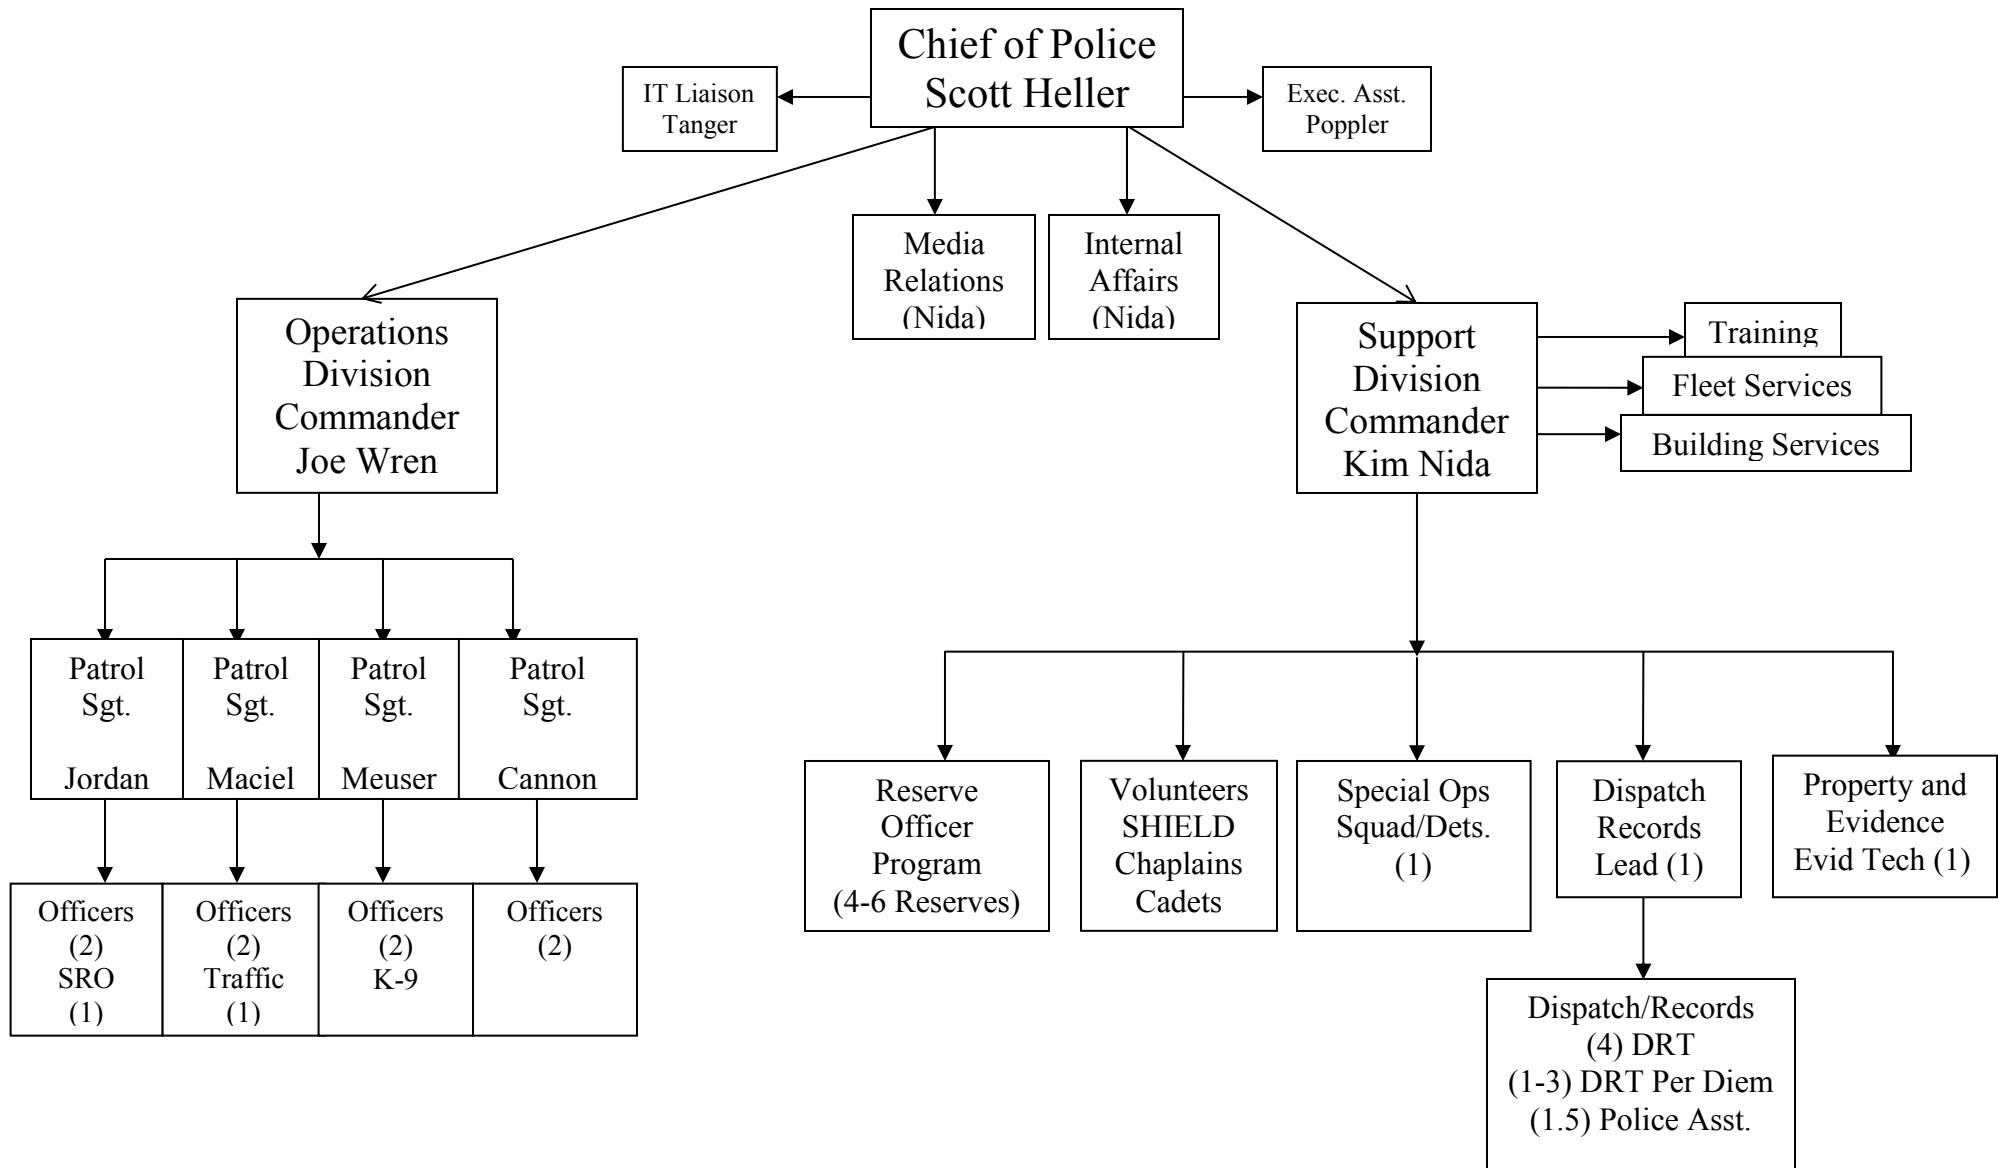 Chief of Police
Scott Heller
IT Liaison
Tanger
Exec. Asst.
Poppler
Media
Relations
(Nida)
Internal
Affairs
(Nida)
Operations
Division
Commander
Joe Wren
Support
Division
Commander
Kim Nida
Training
Fleet Services
Building Services
Patrol
Sgt.
Jordan
Patrol
Sgt.
Maciel
Patrol
Sgt.
Meuser
Patrol
Sgt.
Cannon
Officers
(2)
SRO
(1)
Officers
(2)
Traffic
(1)
Officers
(2)
K-9
Officers
(2)
Reserve
Officer
Program
(4-6 Reserves)
Volunteers
SHIELD
Chaplains
Cadets
Special Ops
Squad/Dets.
(1)
Dispatch
Records
Lead (1)
Property and
Evidence
Evid Tech (1)
Dispatch/Records
(4) DRT
(1-3) DRT Per Diem
(1.5) Police Asst.